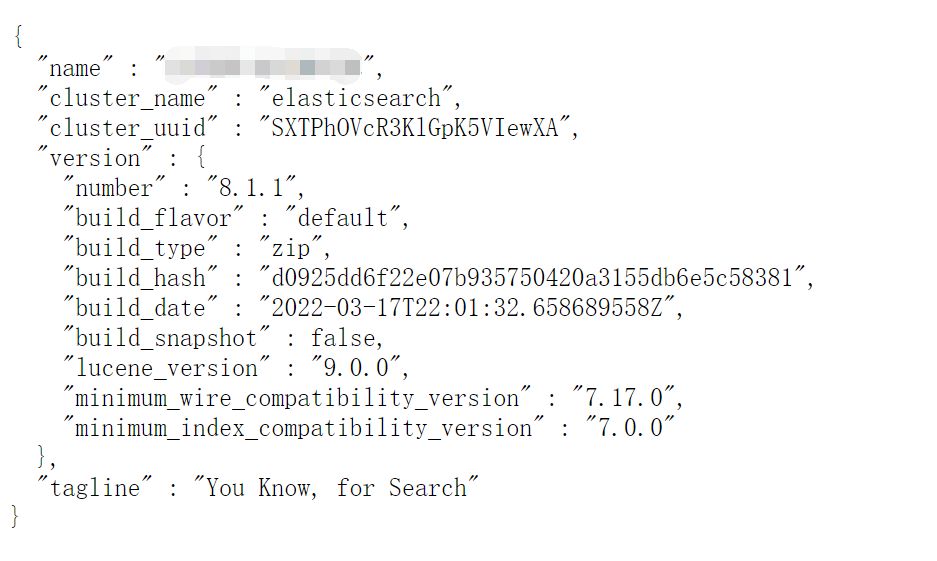 {
"name" : "",
"cluster_name" : "elasticsearch",
"cluster_uuid" : "SXTPhOVcR3KlGpK5VIewXA",
"version" : {
"number" : "8.1.1",
"build_flavor" : "default",
"build_type" : "zip",
"build_hash" : "d0925dd6f22e07b935750420a3155db6e5c58381",
"build_date" : "2022-03-17T22:01:32.658689558Z",
"build_snapshot" : false,
"lucene_version" : "9.0.0",
"minimum_wire_compatibility_version" : "7.17.0",
"minimum_index_compatibility_version" : "7.0.0"
},
"tagline" : "You Know, for Search"
}